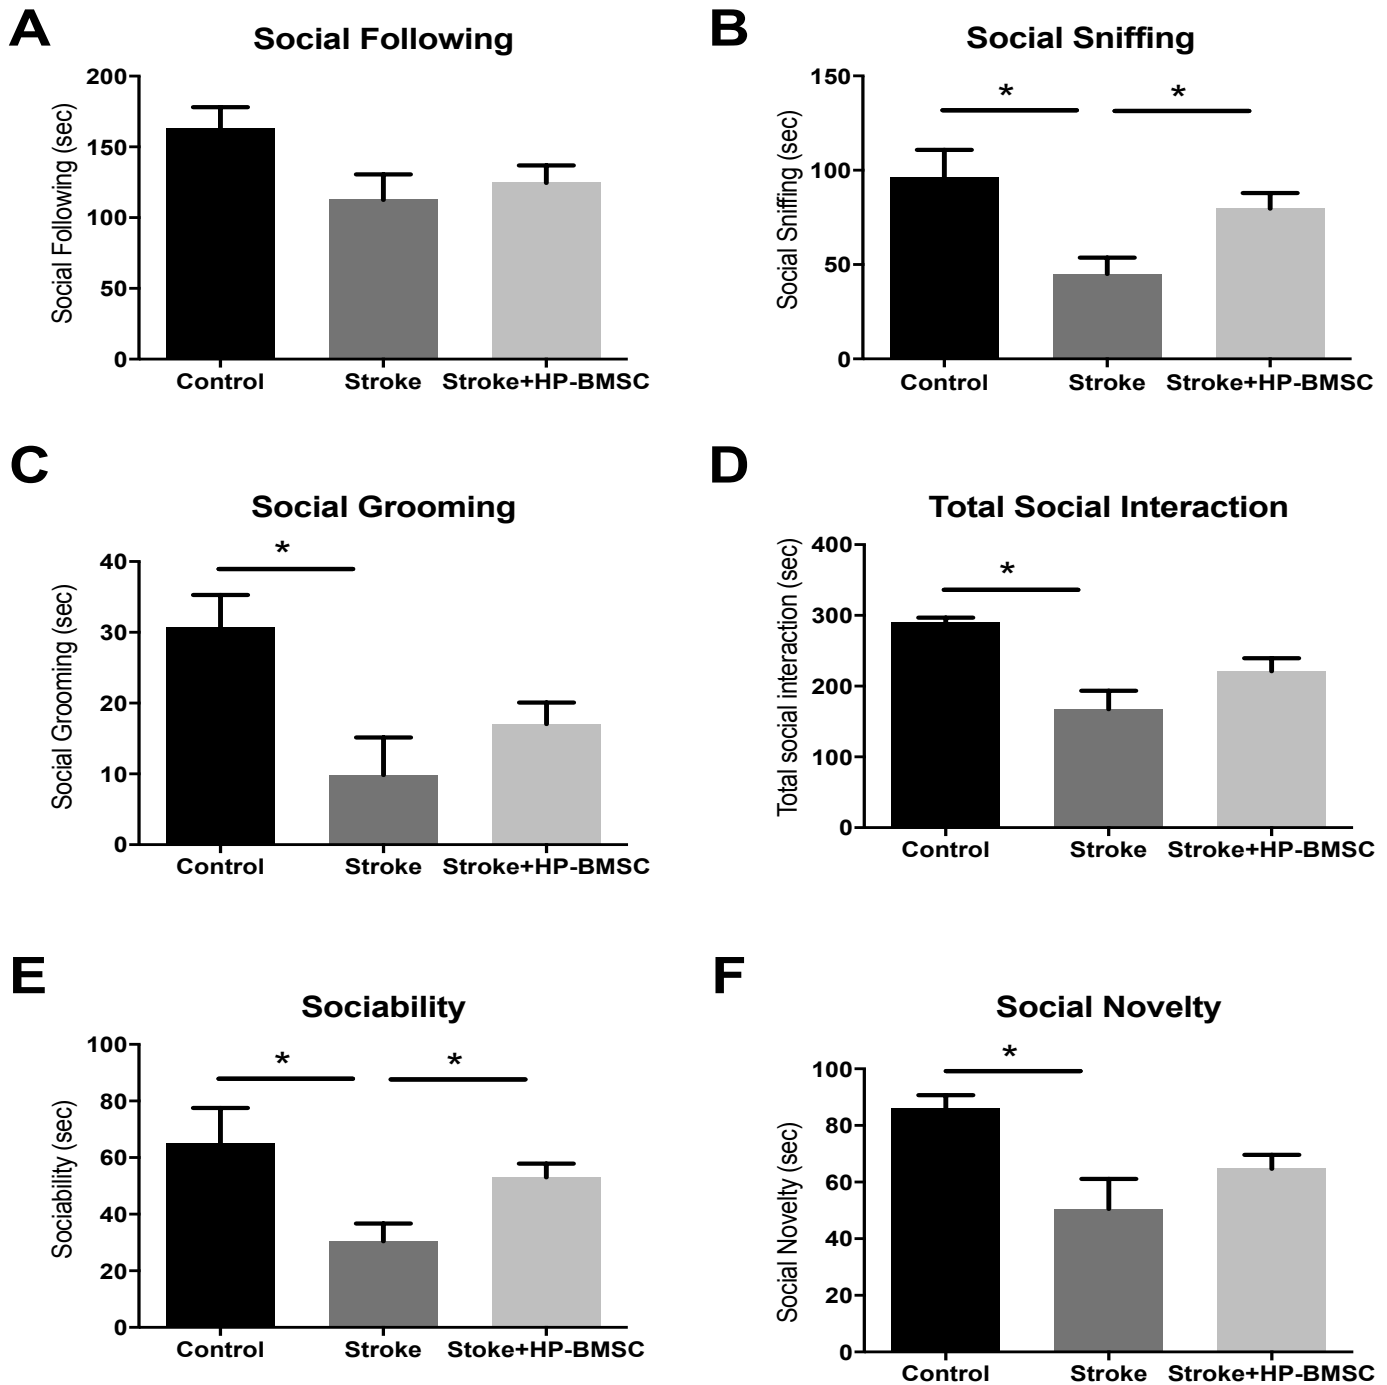 A
Social Following
Social Following (sec)
200
150
100
50
0
Control Stroke Stroke+HP-BMSC
B
Social Sniffing
Social Sniffing (sec)
150
100
50
0
* *
Control Stroke Stroke+HP-BMSC
C
Social Grooming
Social Grooming (sec)
40
30
20
10
0
*
Control Stroke Stroke+HP-BMSC
D
Total Social Interaction
Total social interaction (sec)
400
300
200
100
0
*
Control Stroke Stroke+HP-BMSC
E
Sociability
Sociability (sec)
100
80
60
40
20
0
* *
Control Stroke Stoke+HP-BMSC
F
Social Novelty
Social Novelty (sec)
100
80
60
40
20
0
*
Control Stroke Stroke+HP-BMSC